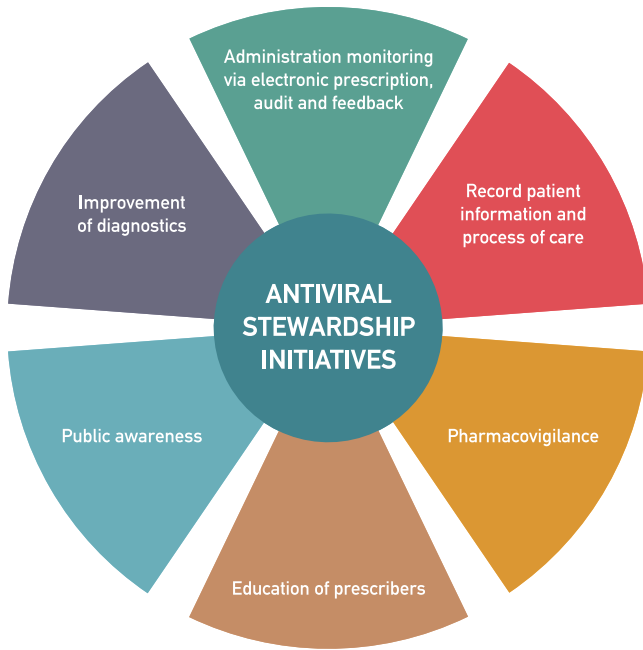 Administration monitoring
via electronic prescription,
audit and feedback
Record patient
information and
process of care
Pharmacovigilance
Education of prescribers
Public awareness
Improvement
of diagnostics
ANTIVIRAL
STEWARDSHIP
INITIATIVES